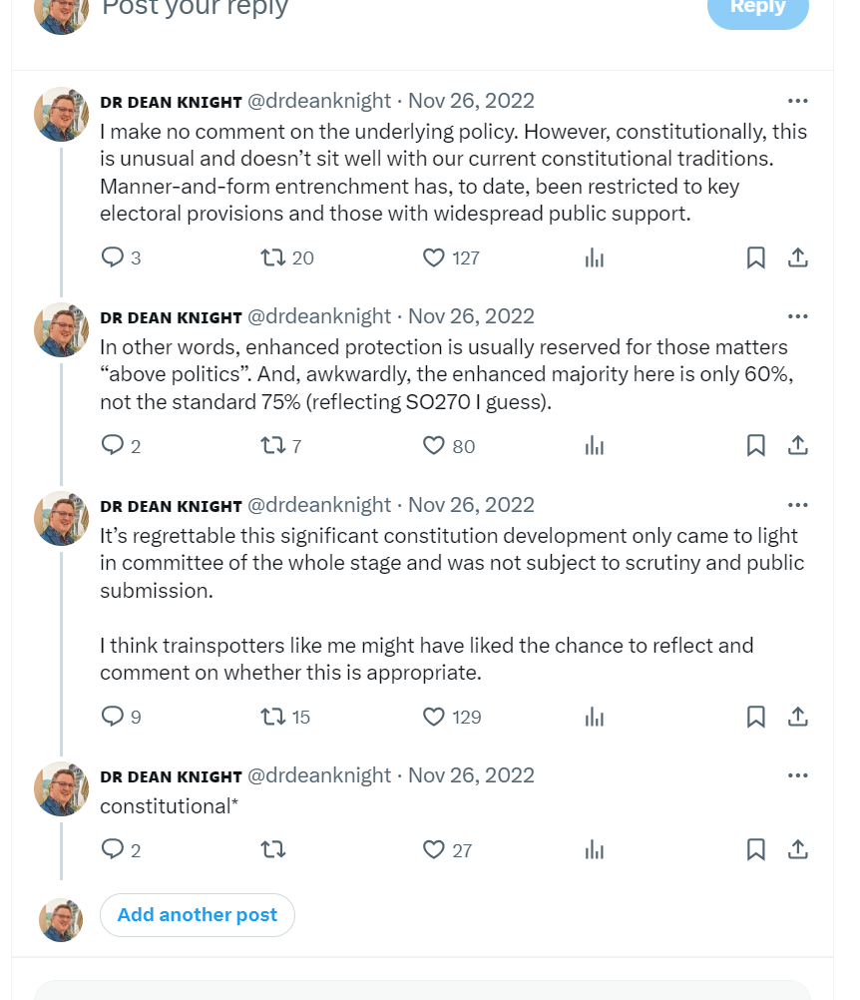 Post your reply
Reply
DR DEAN KNIGHT @drdeanknight · Nov 26, 2022
I make no comment on the underlying policy. However, constitutionally, this
is unusual and doesn’t sit well with our current constitutional traditions.
Manner-and-form entrenchment has, to date, been restricted to key
electoral provisions and those with widespread public support.
3 20 127
DR DEAN KNIGHT @drdeanknight · Nov 26, 2022
In other words, enhanced protection is usually reserved for those matters
“above politics”. And, awkwardly, the enhanced majority here is only 60%,
not the standard 75% (reflecting SO270 I guess).
2 7 80
DR DEAN KNIGHT @drdeanknight · Nov 26, 2022
It’s regrettable this significant constitution development only came to light
in committee of the whole stage and was not subject to scrutiny and public
submission.
I think trainspotters like me might have liked the chance to reflect and
comment on whether this is appropriate.
9 15 129
DR DEAN KNIGHT @drdeanknight · Nov 26, 2022
constitutional*
2 27
Add another post